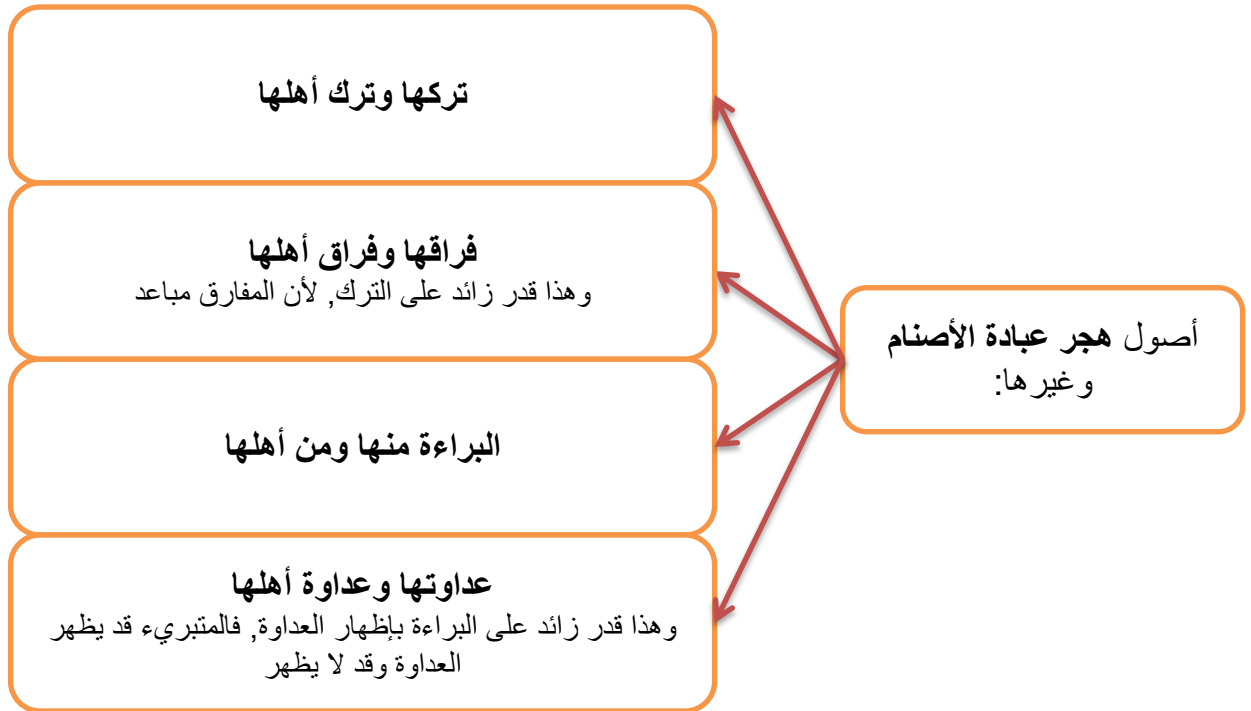 أصول هجر عبادة الأصنام
وغيرها:
تركها وترك أهلها
فراقها وفراق أهلها
وهذا قدر زائد على الترك, لأن المفارق مباعد
البراءة منها ومن أهلها
عداوتها وعداوة أهلها
وهذا قدر زائد على البراءة بإظهار العداوة, فالمتبريء قد يظهر
العداوة وقد لا يظهر